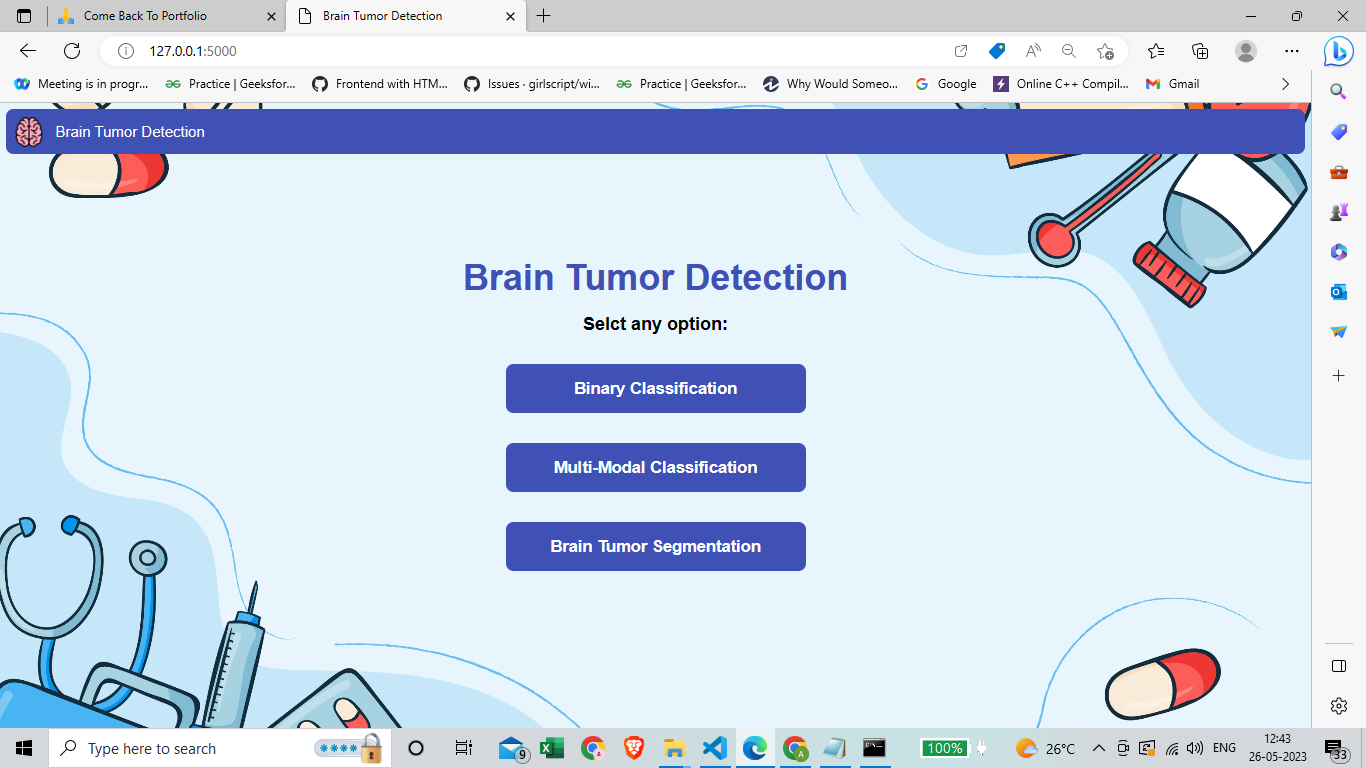 Come Back To Portfolio
Brain Tumor Detection
127.0.0.1:5000
Meeting is in progr...
Practice | Geeksfor...
Frontend with HTM...
Issues · girlscript/wi...
Practice | Geeksfor...
Why Would Someo...
Google
Online C++ Compil...
Gmail
Brain Tumor Detection
Brain Tumor Detection
Selct any option:
Binary Classification
Multi-Modal Classification
Brain Tumor Segmentation
Type here to search
9
100%
26°C
ENG
12:43
26-05-2023
33